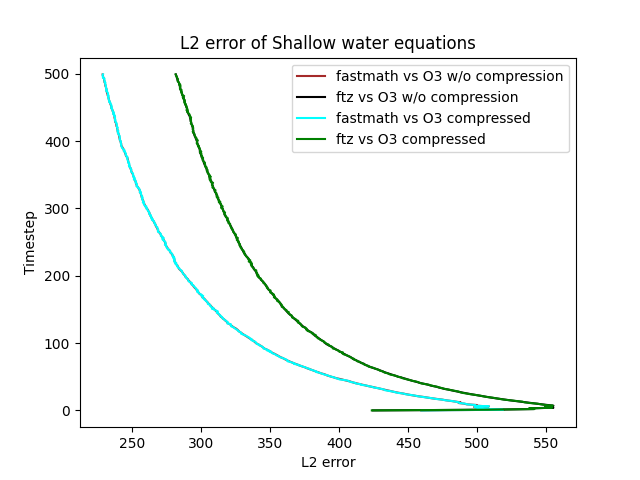 L2 error of Shallow water equations
fastmath vs O3 w/o compression
ftz vs O3 w/o compression
fastmath vs O3 compressed
ftz vs O3 compressed
Timestep
500
400
300
200
100
0
250 300 350 400 450 500 550
L2 error